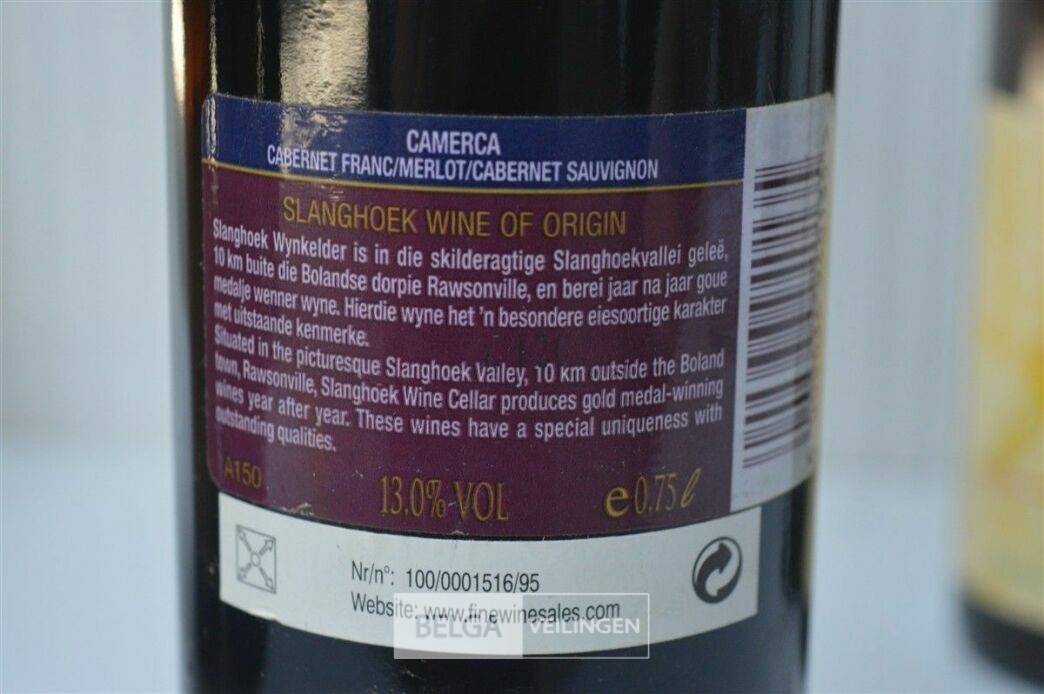 CAMERCA
CABERNET FRANC/MERLOT/CABERNET SAUVIGNON
SLANGHOEK WINE OF ORIGIN
Slanghoek Wynkelder is in die skilderagtige Slanghoekvallei geleë,
10 km buite die Bolandse dorpie Rawsonville, en berei jaar na jaar goue
medalje wenner wyne. Hierdie wyne het 'n besondere eiesoortige karakter
met uitstaande kenmerke.
Situated in the picturesque Slanghoek Valley, 10 km outside the Boland
town, Rawsonville, Slanghoek Wine Cellar produces gold medal-winning
wines year after year. These wines have a special uniqueness with
outstanding qualities.
A150
13,0% VOL
e 0.75 ℓ
Nr/n°: 100/0001516/95
Website: www.finewinesales.com
BELGA VEILINGEN